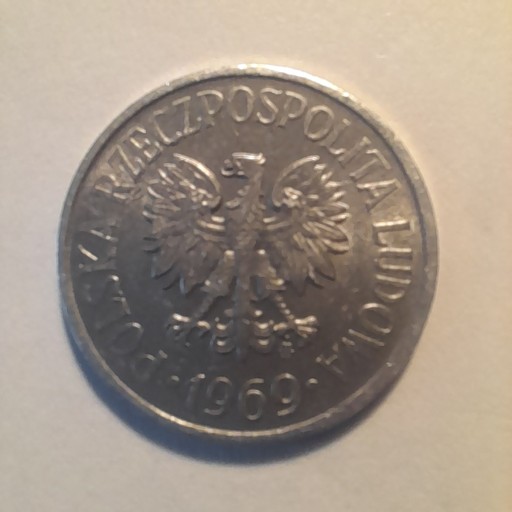 POLSKA RZECZPOSPOLITA LUDOWA
· 1969 ·